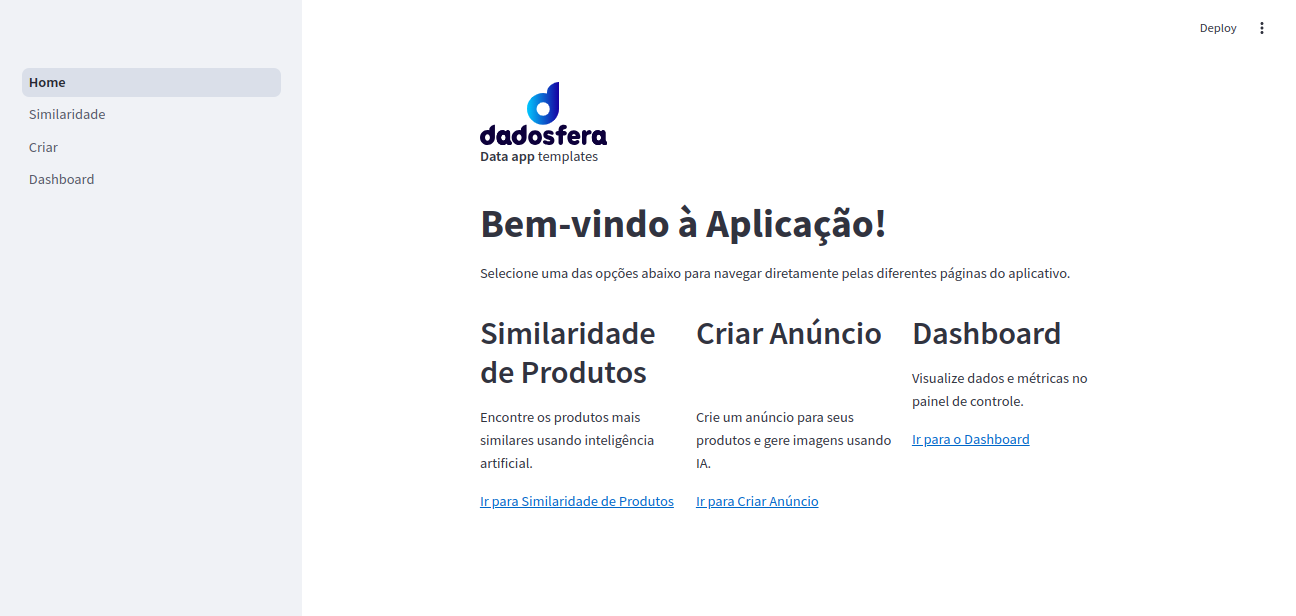 Deploy
Home
Similaridade
Criar
Dashboard
dadosfera
Data app templates
Bem-vindo à Aplicação!
Selecione uma das opções abaixo para navegar diretamente pelas diferentes páginas do aplicativo.
Similaridade
de Produtos
Encontre os produtos mais
similares usando inteligência
artificial.
Ir para Similaridade de Produtos
Criar Anúncio
Crie um anúncio para seus
produtos e gere imagens usando
IA.
Ir para Criar Anúncio
Dashboard
Visualize dados e métricas no
painel de controle.
Ir para o Dashboard